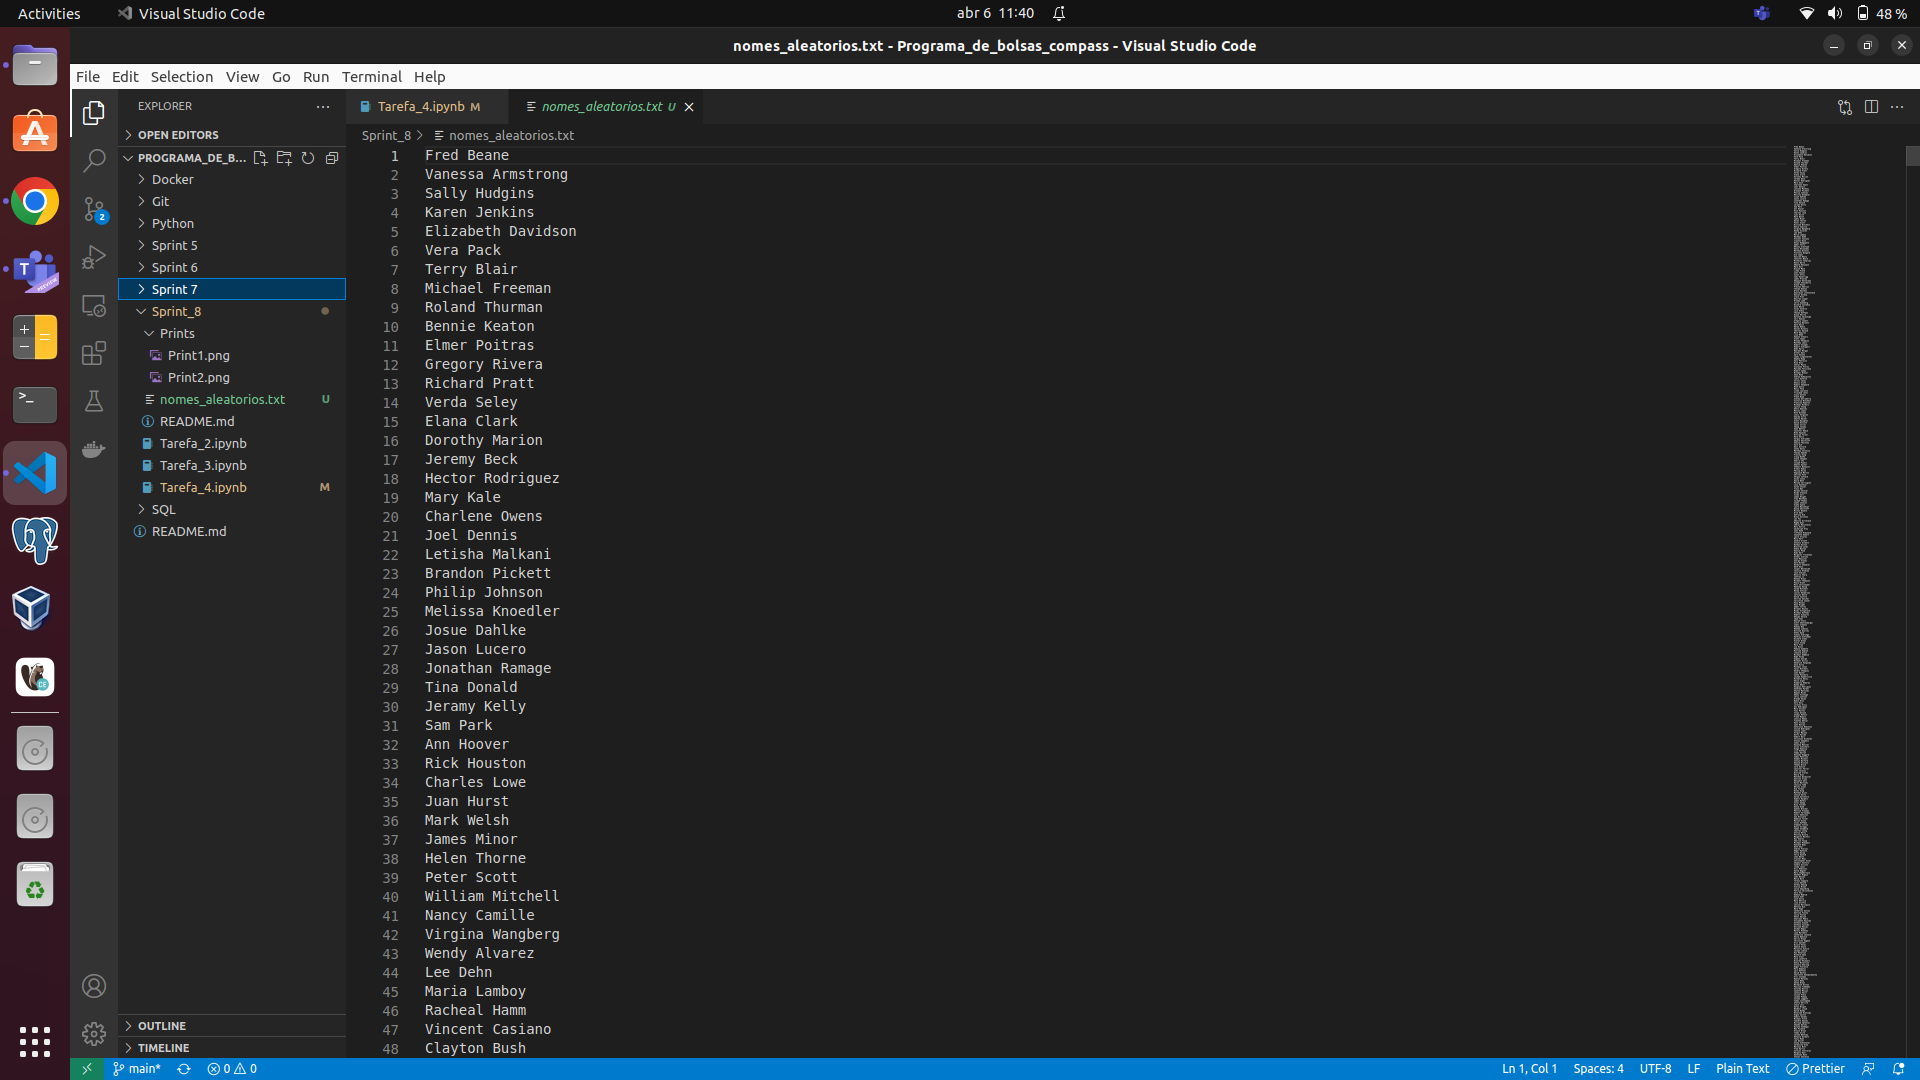 Activities
Visual Studio Code
abr 6 11:40
48 %
nomes_aleatorios.txt - Programa_de_bolsas_compass - Visual Studio Code
File Edit Selection View Go Run Terminal Help
EXPLORER
OPEN EDITORS
PROGRAMA_DE_B...
Docker
Git
Python
Sprint 5
Sprint 6
Sprint 7
Sprint_8
Prints
Print1.png
Print2.png
nomes_aleatorios.txt U
README.md
Tarefa_2.ipynb
Tarefa_3.ipynb
Tarefa_4.ipynb M
SQL
README.md
OUTLINE
TIMELINE
2
Tarefa_4.ipynb M
nomes_aleatorios.txt U
Sprint_8 > nomes_aleatorios.txt
1 Fred Beane
2 Vanessa Armstrong
3 Sally Hudgins
4 Karen Jenkins
5 Elizabeth Davidson
6 Vera Pack
7 Terry Blair
8 Michael Freeman
9 Roland Thurman
10 Bennie Keaton
11 Elmer Poitras
12 Gregory Rivera
13 Richard Pratt
14 Verda Seley
15 Elana Clark
16 Dorothy Marion
17 Jeremy Beck
18 Hector Rodriguez
19 Mary Kale
20 Charlene Owens
21 Joel Dennis
22 Letisha Malkani
23 Brandon Pickett
24 Philip Johnson
25 Melissa Knoedler
26 Josue Dahlke
27 Jason Lucero
28 Jonathan Ramage
29 Tina Donald
30 Jeramy Kelly
31 Sam Park
32 Ann Hoover
33 Rick Houston
34 Charles Lowe
35 Juan Hurst
36 Mark Welsh
37 James Minor
38 Helen Thorne
39 Peter Scott
40 William Mitchell
41 Nancy Camille
42 Virgina Wangberg
43 Wendy Alvarez
44 Lee Dehn
45 Maria Lamboy
46 Racheal Hamm
47 Vincent Casiano
48 Clayton Bush
main* 0 0
Ln 1, Col 1 Spaces: 4 UTF-8 LF Plain Text Prettier